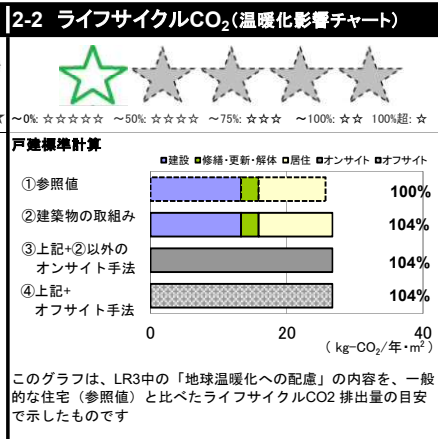 2-2 ライフサイクルCO₂(温暖化影響チャート)
~0%: ☆☆☆☆☆ ~50%: ☆☆☆☆ ~75%: ☆☆☆ ~100%: ☆☆ 100%超: ☆
戸建標準計算
■建設 ■修繕・更新・解体 □居住 ■オンサイト ■オフサイト
①参照値 100%
②建築物の取組み 104%
③上記+②以外の
オンサイト手法 104%
④上記+
オフサイト手法 104%
0 20 40
( kg-CO₂/年・m² )
このグラフは、LR3中の「地球温暖化への配慮」の内容を、一般
的な住宅(参照値)と比べたライフサイクルCO2 排出量の目安
で示したものです